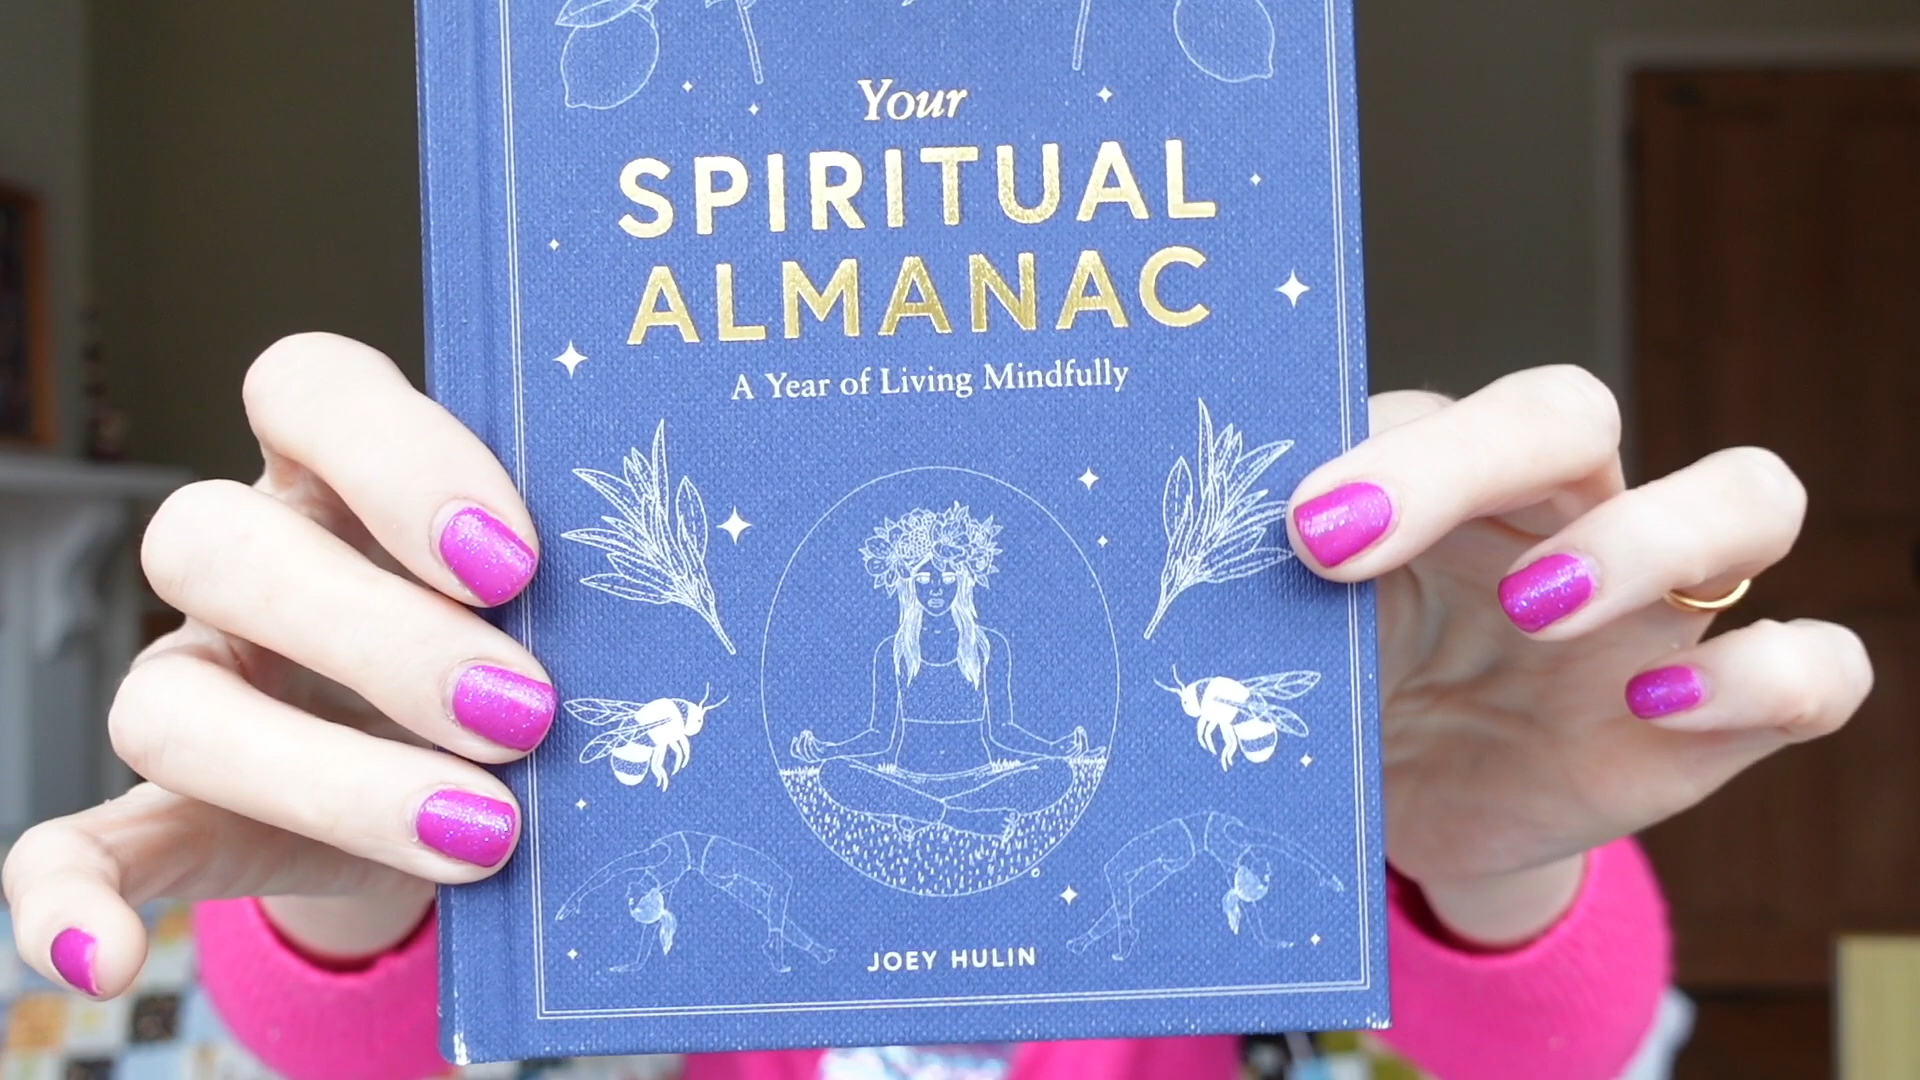 Your
SPIRITUAL
ALMANAC
A Year of Living Mindfully
JOEY HULIN